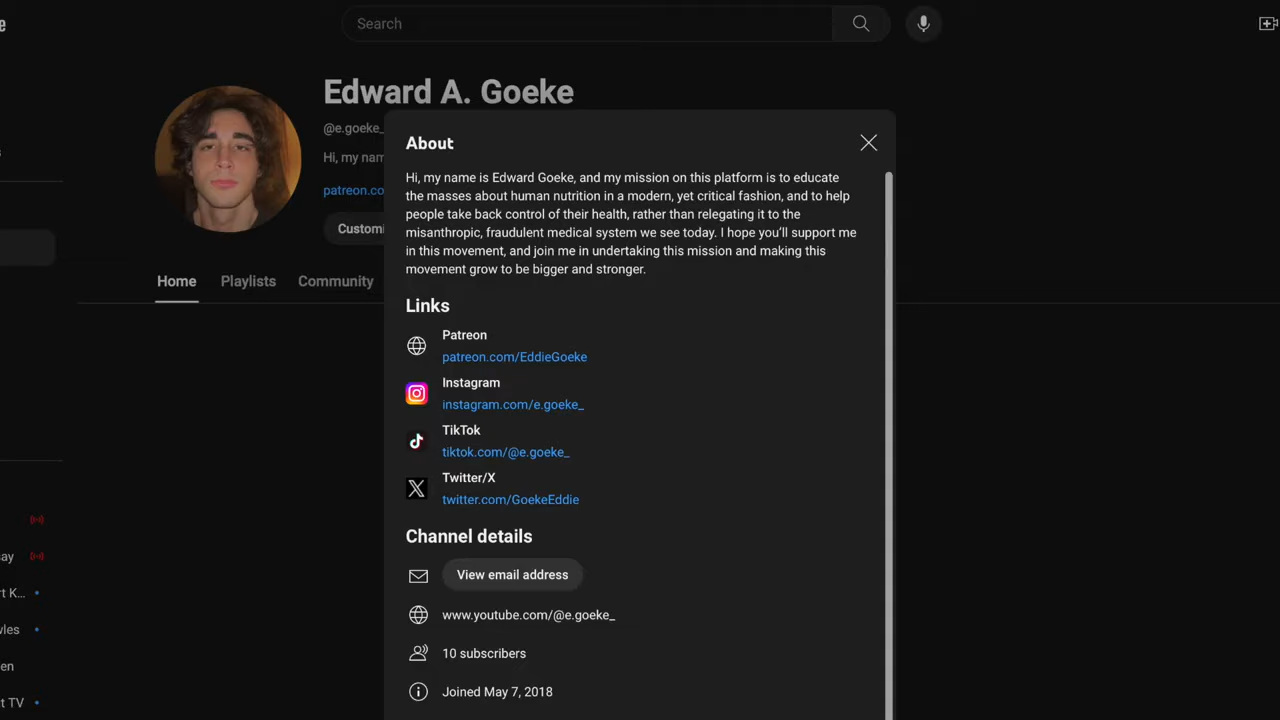 e
Search
Edward A. Goeke
@e.goeke_
Hi, my nam
patreon.co
Customi
Home
Playlists
Community
About
Hi, my name is Edward Goeke, and my mission on this platform is to educate
the masses about human nutrition in a modern, yet critical fashion, and to help
people take back control of their health, rather than relegating it to the
misanthropic, fraudulent medical system we see today. I hope you'll support me
in this movement, and join me in undertaking this mission and making this
movement grow to be bigger and stronger.
Links
Patreon
patreon.com/EddieGoeke
Instagram
instagram.com/e.goeke_
TikTok
tiktok.com/@e.goeke_
Twitter/X
twitter.com/GoekeEddie
Channel details
View email address
www.youtube.com/@e.goeke_
10 subscribers
Joined May 7, 2018
s
say
rt K...
wles
en
t TV